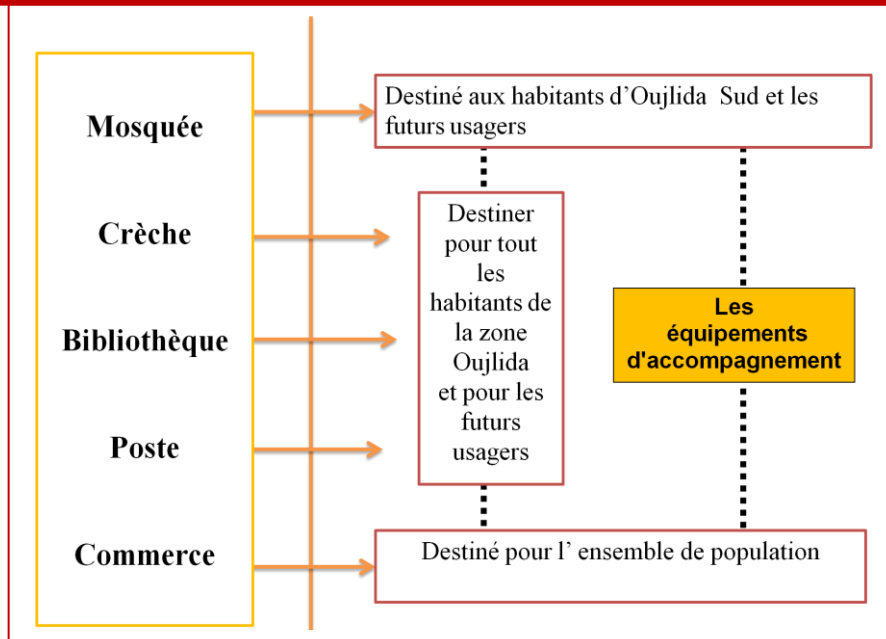 Mosquée
Crèche
Bibliothèque
Poste
Commerce
Destiné aux habitants d’Oujlida Sud et les
futurs usagers
Destiner
pour tout
les
habitants de
la zone
Oujlida
et pour les
futurs
usagers
Les
équipements
d'accompagnement
Destiné pour l’ ensemble de population